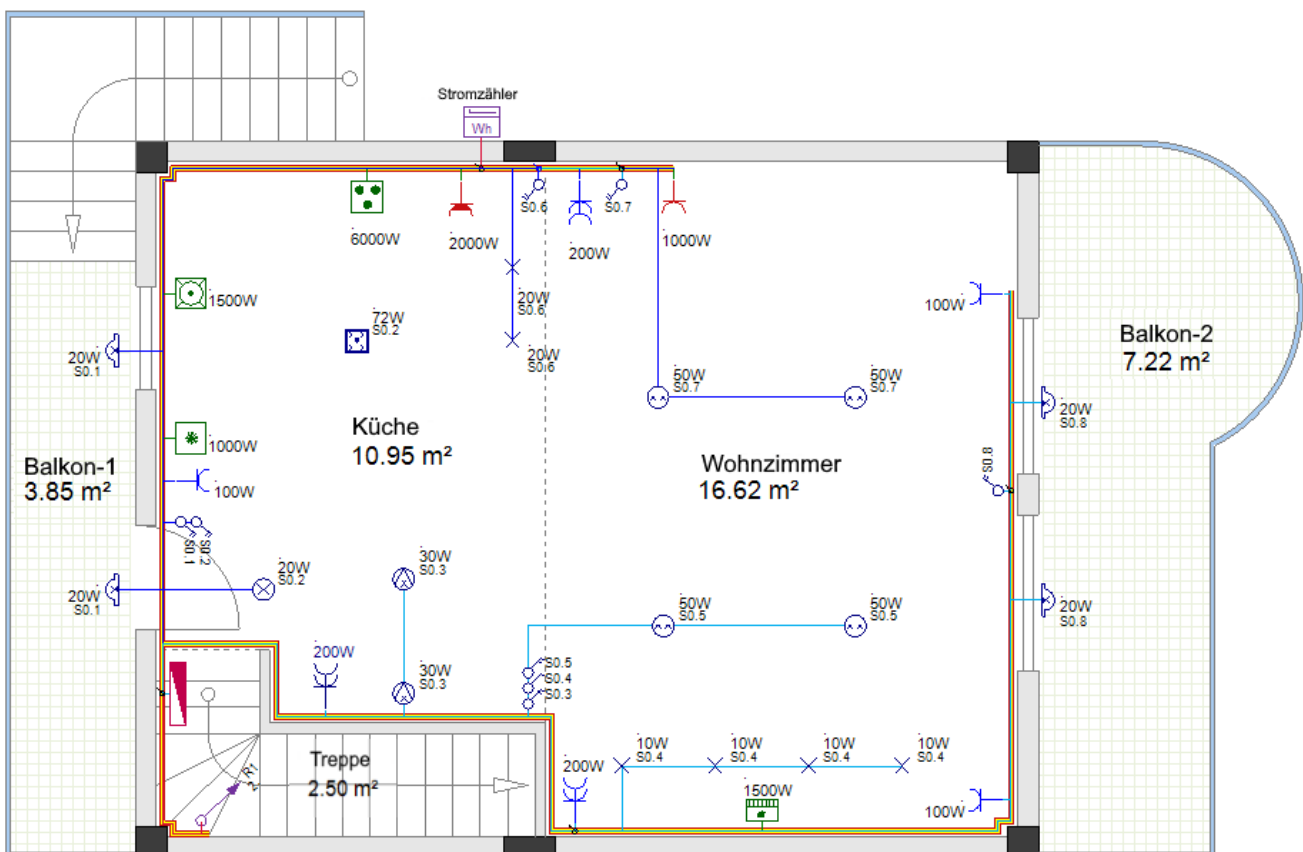 Stromzähler
Wh
S0.6
S0.7
6000W
2000W
200W
1000W
1500W
20W
S0.6
100W
72W
S0.2
20W
S0.1
20W
S0.6
Balkon-2
7.22 m²
50W
S0.7
50W
S0.7
20W
S0.8
Küche
10.95 m²
1000W
Balkon-1
3.85 m²
Wohnzimmer
16.62 m²
S0.8
100W
S0.1
S0.2
30W
S0.3
20W
S0.2
20W
S0.1
50W
S0.5
50W
S0.5
20W
S0.8
200W
30W
S0.3
S0.5
S0.4
S0.3
Treppe
2.50 m²
R1
2
200W
10W
S0.4
10W
S0.4
10W
S0.4
10W
S0.4
1500W
100W